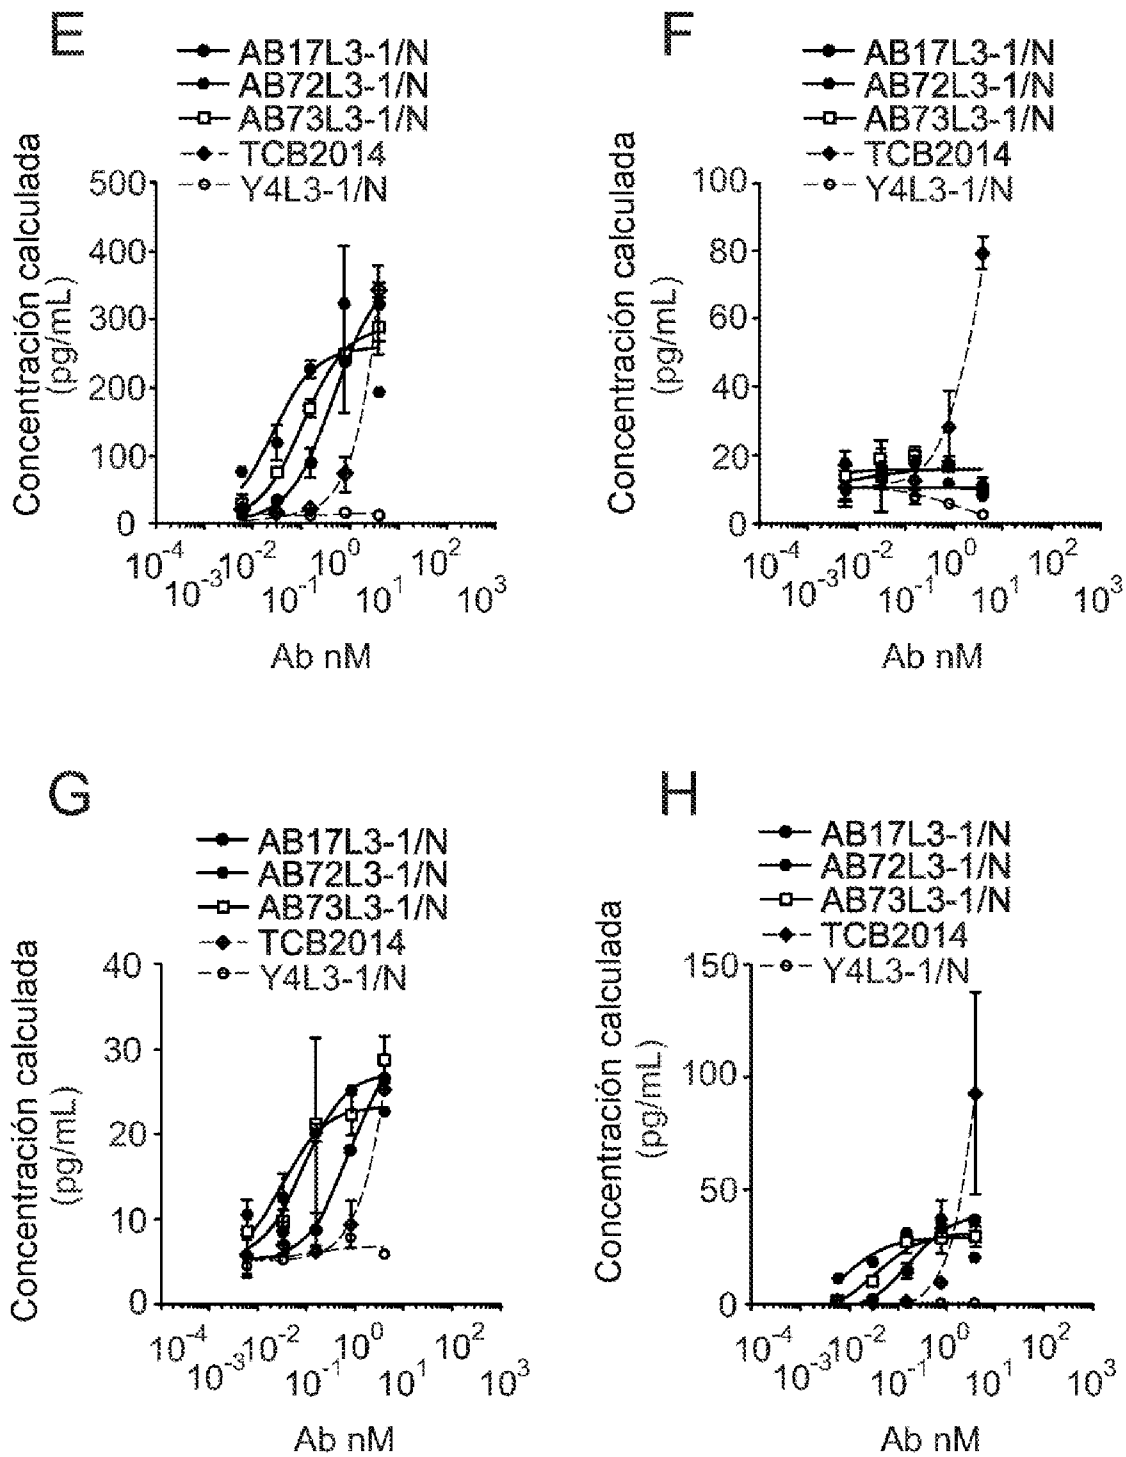 E
AB17L3-1/N
AB72L3-1/N
AB73L3-1/N
TCB2014
Y4L3-1/N
Concentración calculada
(pg/mL)
500
400
300
200
100
0
10-4 10-2 100 102
10-3 10-1 101 103
Ab nM
F
AB17L3-1/N
AB72L3-1/N
AB73L3-1/N
TCB2014
Y4L3-1/N
Concentración calculada
(pg/mL)
100
80
60
40
20
0
10-4 10-2 100 102
10-3 10-1 101 103
Ab nM
G
AB17L3-1/N
AB72L3-1/N
AB73L3-1/N
TCB2014
Y4L3-1/N
Concentración calculada
(pg/mL)
40
30
20
10
0
10-4 10-2 100 102
10-3 10-1 101 103
Ab nM
H
AB17L3-1/N
AB72L3-1/N
AB73L3-1/N
TCB2014
Y4L3-1/N
Concentración calculada
(pg/mL)
150
100
50
0
10-4 10-2 100 102
10-3 10-1 101 103
Ab nM